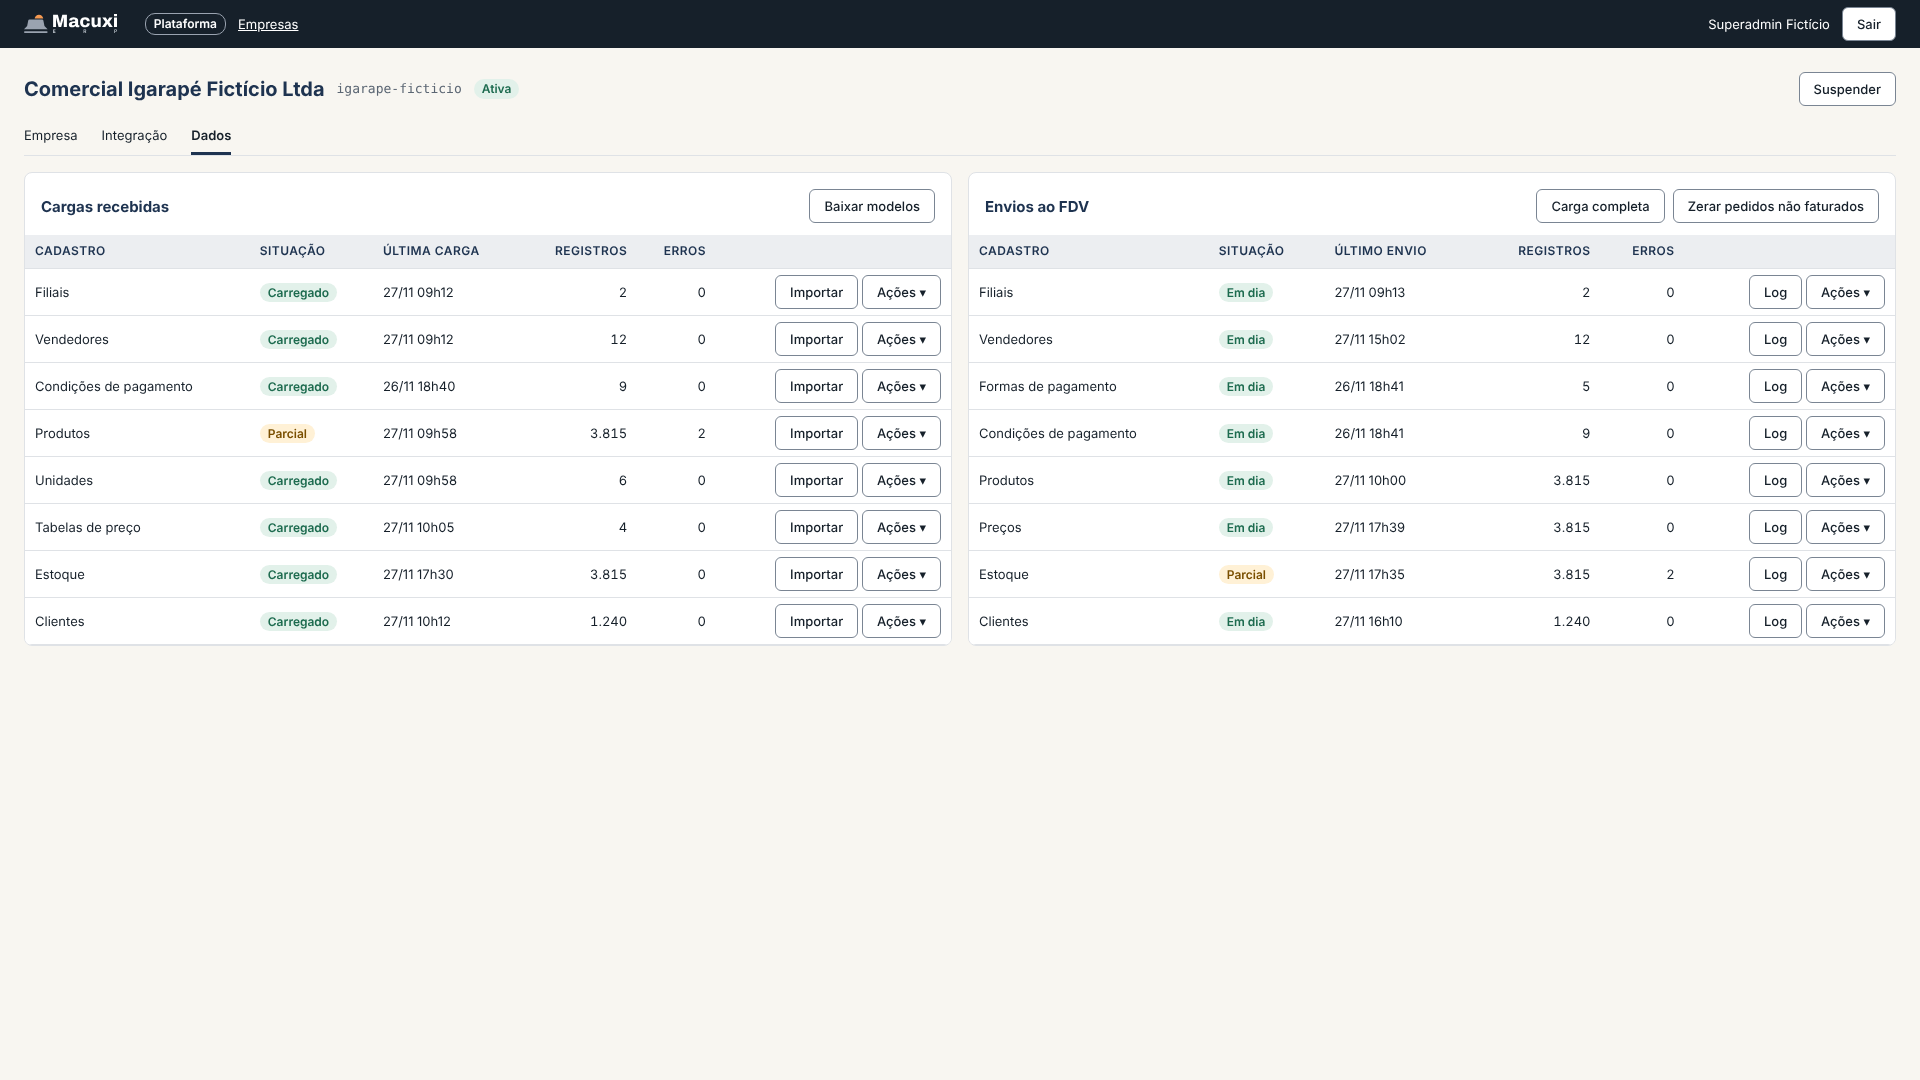 Macuxi
E R P
Plataforma
Empresas
Superadmin Fictício
Sair
Comercial Igarapé Fictício Ltda
igarape-ficticio
Ativa
Suspender
Empresa
Integração
Dados
Cargas recebidas
Baixar modelos
CADASTRO SITUAÇÃO ÚLTIMA CARGA REGISTROS ERROS
Filiais Carregado 27/11 09h12 2 0 Importar Ações ▾
Vendedores Carregado 27/11 09h12 12 0 Importar Ações ▾
Condições de pagamento Carregado 26/11 18h40 9 0 Importar Ações ▾
Produtos Parcial 27/11 09h58 3.815 2 Importar Ações ▾
Unidades Carregado 27/11 09h58 6 0 Importar Ações ▾
Tabelas de preço Carregado 27/11 10h05 4 0 Importar Ações ▾
Estoque Carregado 27/11 17h30 3.815 0 Importar Ações ▾
Clientes Carregado 27/11 10h12 1.240 0 Importar Ações ▾
Envios ao FDV
Carga completa
Zerar pedidos não faturados
CADASTRO SITUAÇÃO ÚLTIMO ENVIO REGISTROS ERROS
Filiais Em dia 27/11 09h13 2 0 Log Ações ▾
Vendedores Em dia 27/11 15h02 12 0 Log Ações ▾
Formas de pagamento Em dia 26/11 18h41 5 0 Log Ações ▾
Condições de pagamento Em dia 26/11 18h41 9 0 Log Ações ▾
Produtos Em dia 27/11 10h00 3.815 0 Log Ações ▾
Preços Em dia 27/11 17h39 3.815 0 Log Ações ▾
Estoque Parcial 27/11 17h35 3.815 2 Log Ações ▾
Clientes Em dia 27/11 16h10 1.240 0 Log Ações ▾